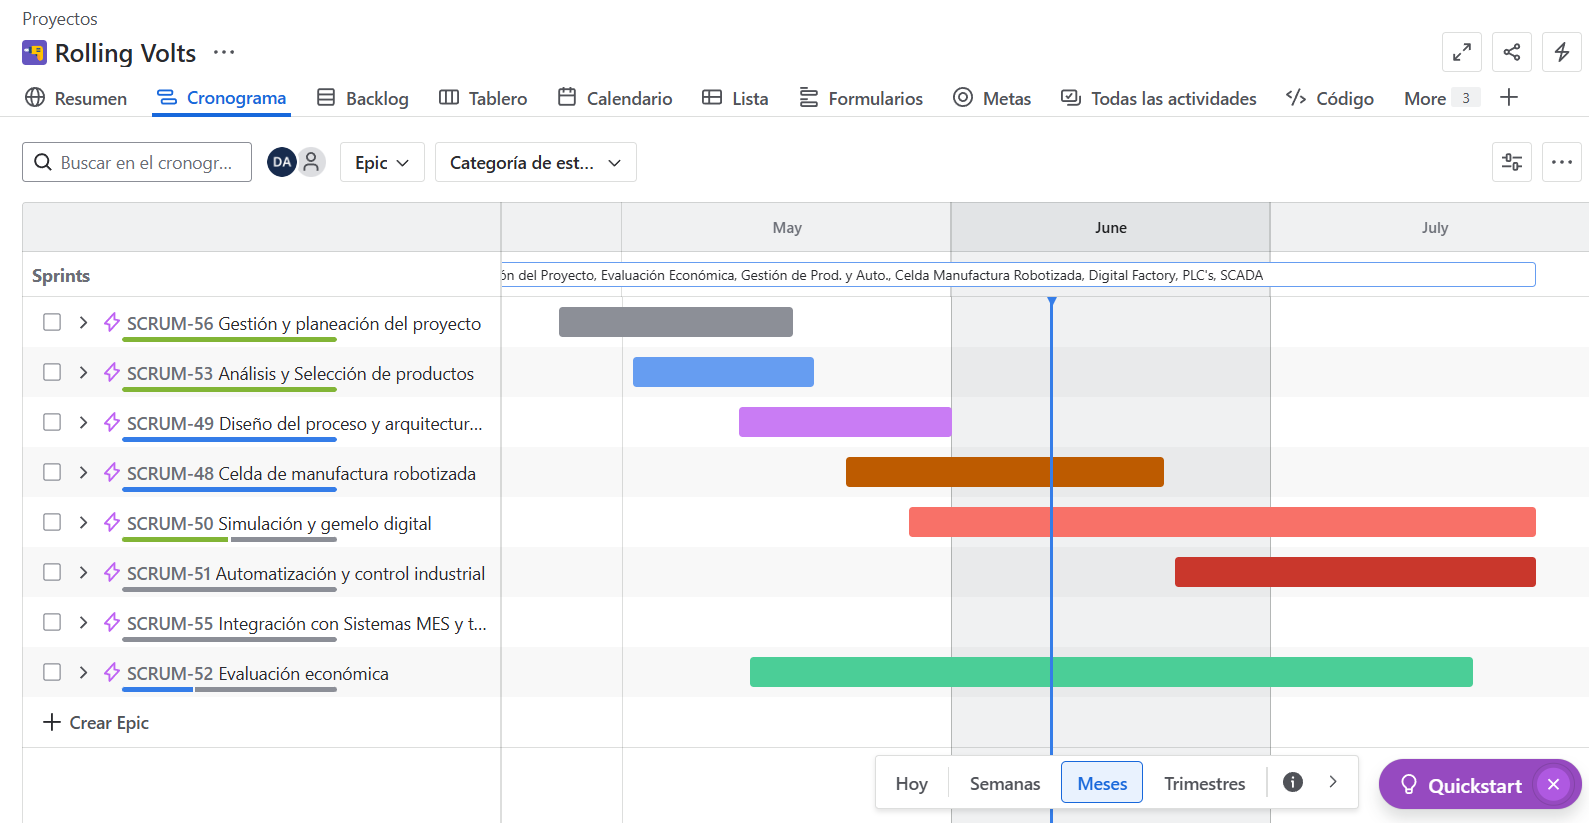 Proyectos
Rolling Volts
Resumen
Cronograma
Backlog
Tablero
Calendario
Lista
Formularios
Metas
Todas las actividades
Código
More 3
Buscar en el cronogr...
DA
Epic
Categoría de est...
May
June
July
Sprints
ón del Proyecto, Evaluación Económica, Gestión de Prod. y Auto., Celda Manufactura Robotizada, Digital Factory, PLC's, SCADA
SCRUM-56 Gestión y planeación del proyecto
SCRUM-53 Análisis y Selección de productos
SCRUM-49 Diseño del proceso y arquitectur...
SCRUM-48 Celda de manufactura robotizada
SCRUM-50 Simulación y gemelo digital
SCRUM-51 Automatización y control industrial
SCRUM-55 Integración con Sistemas MES y t...
SCRUM-52 Evaluación económica
Crear Epic
Hoy
Semanas
Meses
Trimestres
Quickstart